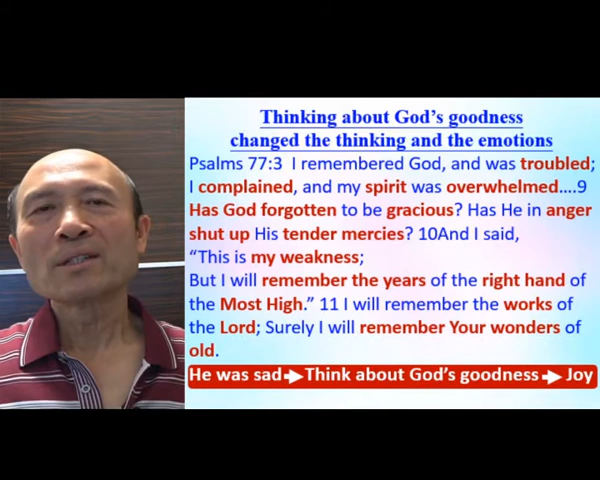 Thinking about God's goodness
changed the thinking and the emotions
Psalms 77:3  I remembered God, and was troubled;
I complained, and my spirit was overwhelmed….9
Has God forgotten to be gracious? Has He in anger
shut up His tender mercies? 10And I said,
“This is my weakness;
But I will remember the years of the right hand of
the Most High.” 11 I will remember the works of
the Lord; Surely I will remember Your wonders of
old.
He was sad➔Think about God's goodness ➔Joy